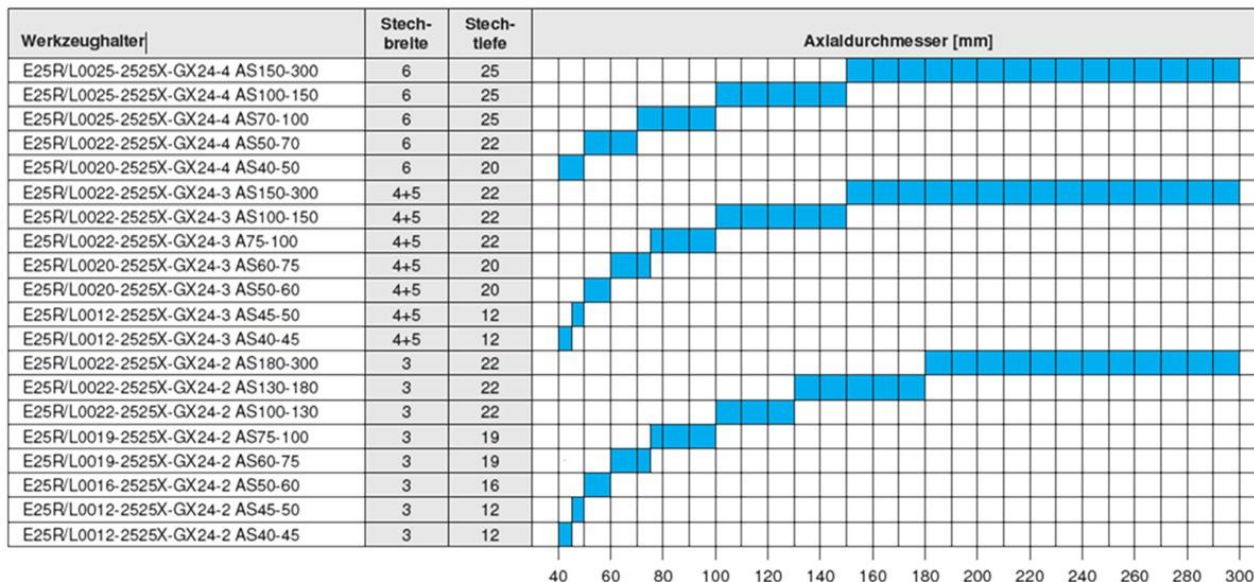 Werkzeughalter Stech-breite Stech-tiefe Axialdurchmesser [mm]
E25R/L0025-2525X-GX24-4 AS150-300 6 25
E25R/L0025-2525X-GX24-4 AS100-150 6 25
E25R/L0025-2525X-GX24-4 AS70-100 6 25
E25R/L0022-2525X-GX24-4 AS50-70 6 22
E25R/L0020-2525X-GX24-4 AS40-50 6 20
E25R/L0022-2525X-GX24-3 AS150-300 4+5 22
E25R/L0022-2525X-GX24-3 AS100-150 4+5 22
E25R/L0022-2525X-GX24-3 A75-100 4+5 22
E25R/L0020-2525X-GX24-3 AS60-75 4+5 20
E25R/L0020-2525X-GX24-3 AS50-60 4+5 20
E25R/L0012-2525X-GX24-3 AS45-50 4+5 12
E25R/L0012-2525X-GX24-3 AS40-45 4+5 12
E25R/L0022-2525X-GX24-2 AS180-300 3 22
E25R/L0022-2525X-GX24-2 AS130-180 3 22
E25R/L0022-2525X-GX24-2 AS100-130 3 22
E25R/L0019-2525X-GX24-2 AS75-100 3 19
E25R/L0019-2525X-GX24-2 AS60-75 3 19
E25R/L0016-2525X-GX24-2 AS50-60 3 16
E25R/L0012-2525X-GX24-2 AS45-50 3 12
E25R/L0012-2525X-GX24-2 AS40-45 3 12
40 60 80 100 120 140 160 180 200 220 240 260 280 300